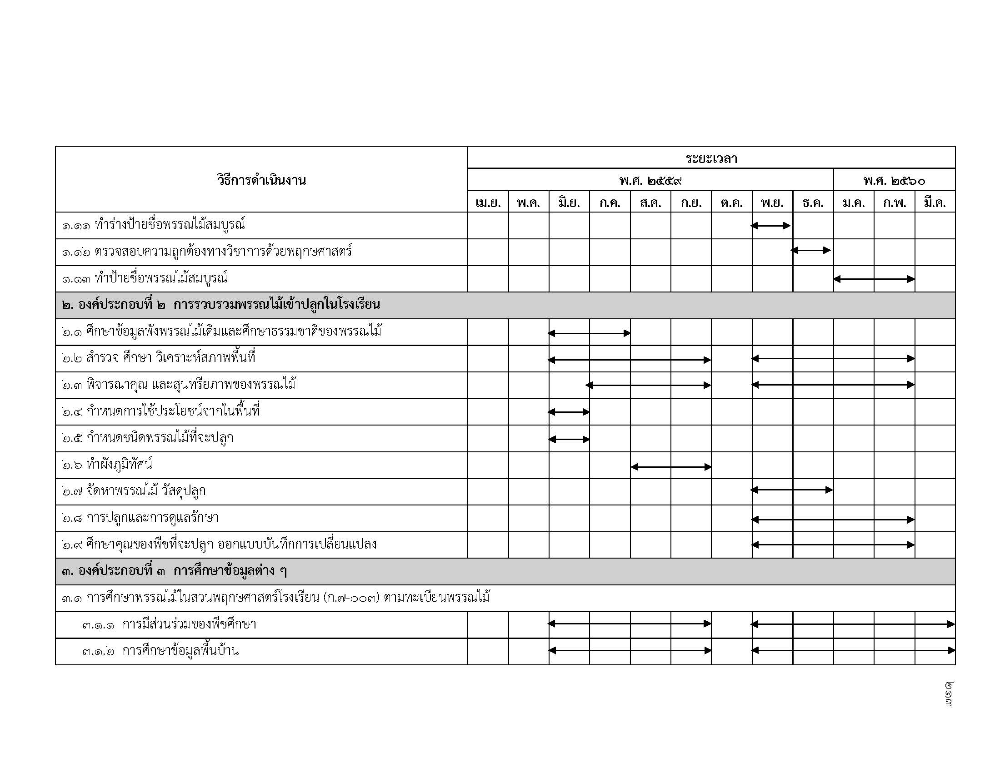 วิธีการดำเนินงาน
ระยะเวลา
พ.ศ. ๒๕๕๙ พ.ศ. ๒๕๖๐
เม.ย. พ.ค. มิ.ย. ก.ค. ส.ค. ก.ย. ต.ค. พ.ย. ธ.ค. ม.ค. ก.พ. มี.ค.
๑.๑๑ ทำร่างป้ายชื่อพรรณไม้สมบูรณ์
๑.๑๒ ตรวจสอบความถูกต้องทางวิชาการด้วยพฤกษศาสตร์
๑.๑๓ ทำป้ายชื่อพรรณไม้สมบูรณ์
๒. องค์ประกอบที่ ๒ การรวบรวมพรรณไม้เข้าปลูกในโรงเรียน
๒.๑ ศึกษาข้อมูลพังพรรณไม้เดิมและศึกษาธรรมชาติของพรรณไม้
๒.๒ สำรวจ ศึกษา วิเคราะห์สภาพพื้นที่
๒.๓ พิจารณาคุณ และสุนทรียภาพของพรรณไม้
๒.๔ กำหนดการใช้ประโยชน์จากในพื้นที่
๒.๕ กำหนดชนิดพรรณไม้ที่จะปลูก
๒.๖ ทำผังภูมิทัศน์
๒.๗ จัดหาพรรณไม้ วัสดุปลูก
๒.๘ การปลูกและการดูแลรักษา
๒.๙ ศึกษาคุณของพืชที่จะปลูก ออกแบบบันทึกการเปลี่ยนแปลง
๓. องค์ประกอบที่ ๓ การศึกษาข้อมูลต่าง ๆ
๓.๑ การศึกษาพรรณไม้ในสวนพฤกษศาสตร์โรงเรียน (ก.๗-๐๐๓) ตามทะเบียนพรรณไม้
๓.๑.๑ การมีส่วนร่วมของพืชศึกษา
๓.๑.๒ การศึกษาข้อมูลพื้นบ้าน
๒๑๓